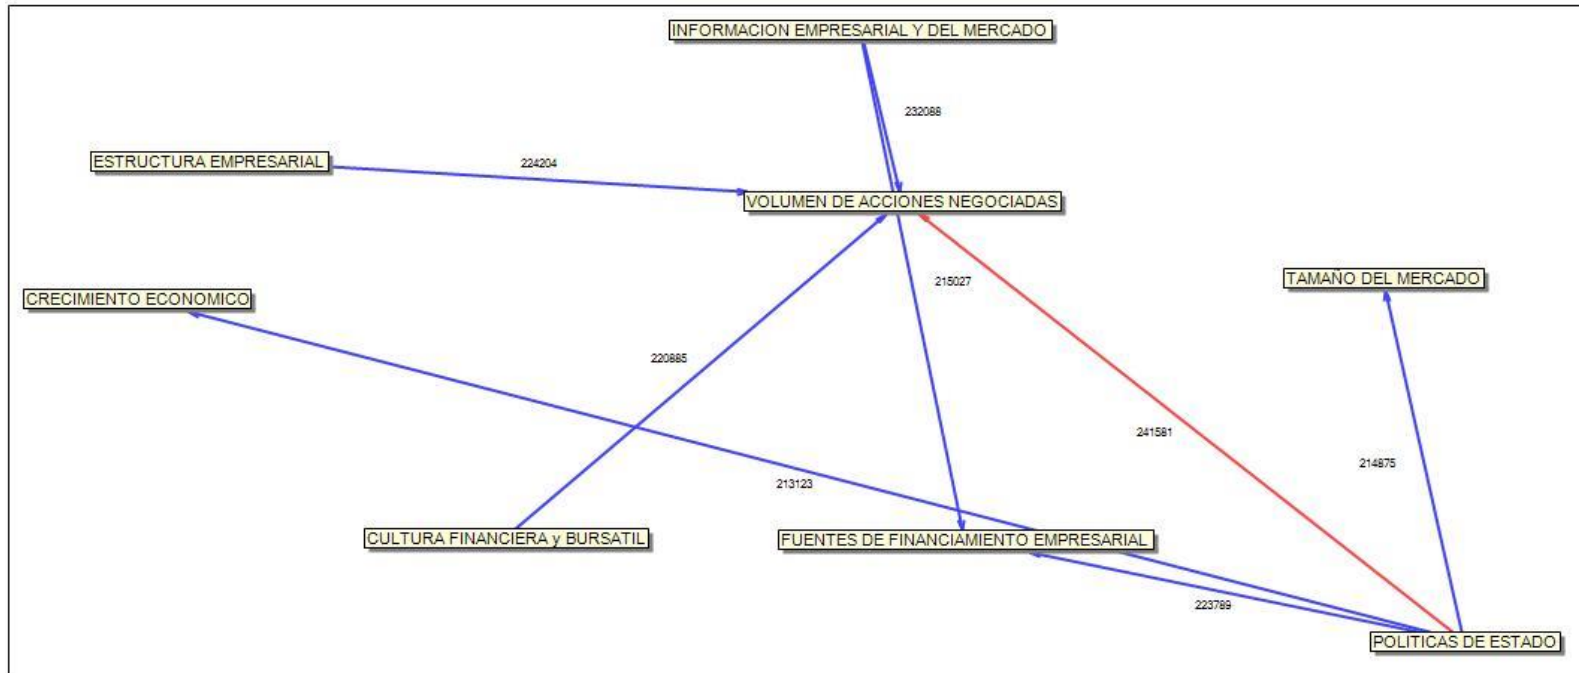 INFORMACION EMPRESARIAL Y DEL MERCADO
232088
ESTRUCTURA EMPRESARIAL
224204
VOLUMEN DE ACCIONES NEGOCIADAS
215027
TAMAÑO DEL MERCADO
CRECIMIENTO ECONOMICO
220885
241581
214875
213123
CULTURA FINANCIERA y BURSATIL
FUENTES DE FINANCIAMIENTO EMPRESARIAL
223789
POLITICAS DE ESTADO